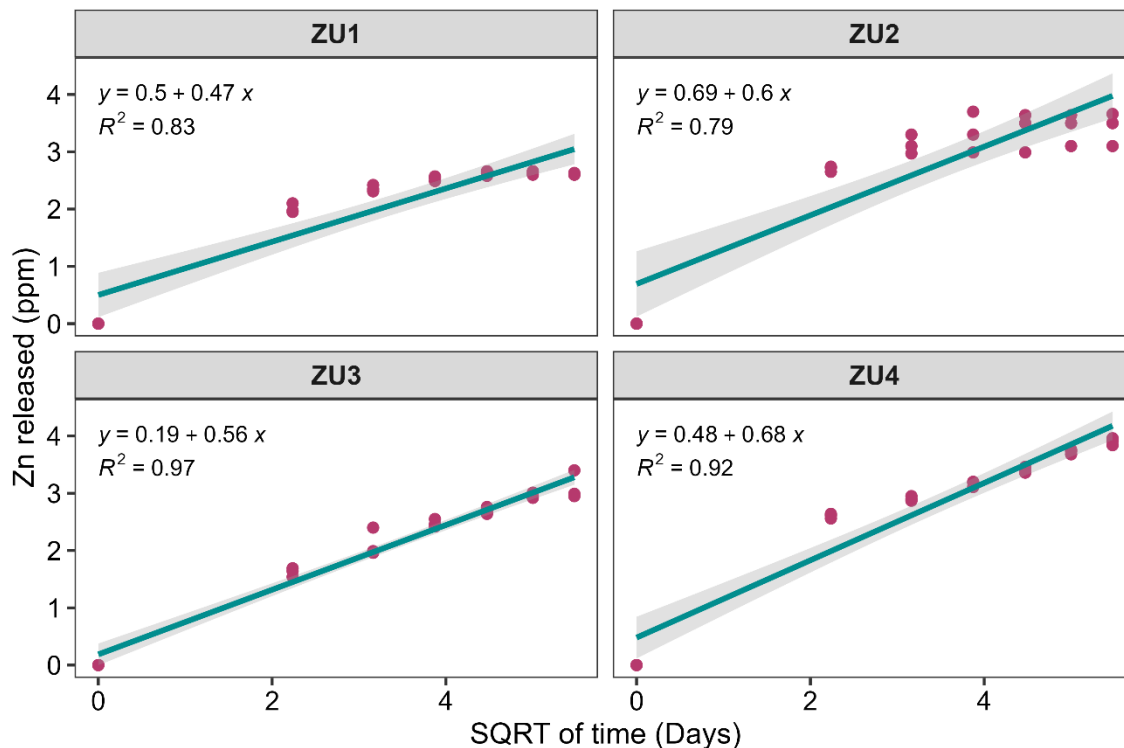 ZU1
ZU2
y = 0.5 + 0.47 x
R² = 0.83
y = 0.69 + 0.6 x
R² = 0.79
4
3
2
1
0
ZU3
ZU4
y = 0.19 + 0.56 x
R² = 0.97
y = 0.48 + 0.68 x
R² = 0.92
4
3
2
1
0
0
2
4
0
2
4
Zn released (ppm)
SQRT of time (Days)